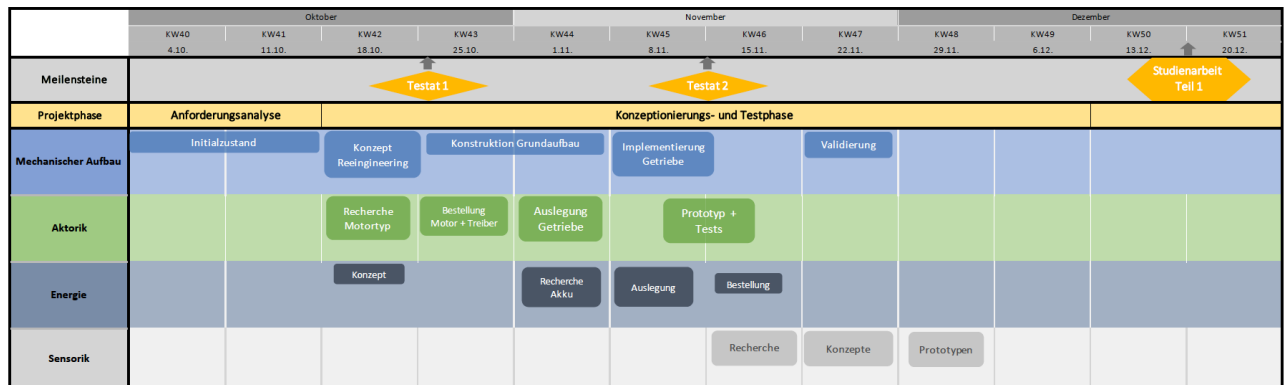 Oktober November Dezember
KW40 KW41 KW42 KW43 KW44 KW45 KW46 KW47 KW48 KW49 KW50 KW51
4.10. 11.10. 18.10. 25.10. 1.11. 8.11. 15.11. 22.11. 29.11. 6.12. 13.12. 20.12.
Meilensteine
Testat 1
Testat 2
Studienarbeit
Teil 1
Projektphase
Anforderungsanalyse
Konzeptionierungs- und Testphase
Mechanischer Aufbau
Initialzustand
Konzept
Reeingineering
Konstruktion Grundaufbau
Implementierung
Getriebe
Validierung
Aktorik
Recherche
Motortyp
Bestellung
Motor + Treiber
Auslegung
Getriebe
Prototyp +
Tests
Energie
Konzept
Recherche
Akku
Auslegung
Bestellung
Sensorik
Recherche
Konzepte
Prototypen